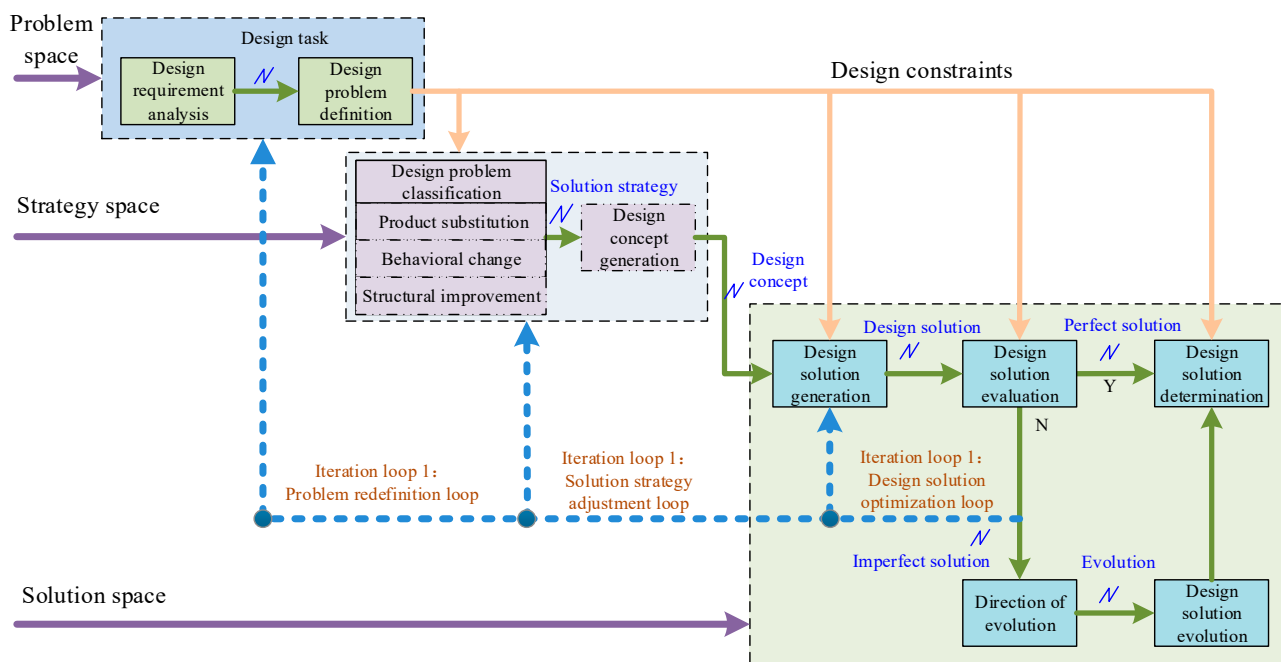 Problem
space
Design task
Design
requirement
analysis
Design
problem
definition
Design constraints
Strategy space
Design problem
classification
Product substitution
Behavioral change
Structural improvement
Solution strategy
Design
concept
generation
Design
concept
Design
solution
generation
Design solution
Design
solution
evaluation
Perfect solution
Y
Design
solution
determination
N
Iteration loop 1：
Problem redefinition loop
Iteration loop 1：
Solution strategy
adjustment loop
Iteration loop 1：
Design solution
optimization loop
Imperfect solution
Evolution
Solution space
Direction of
evolution
Design
solution
evolution